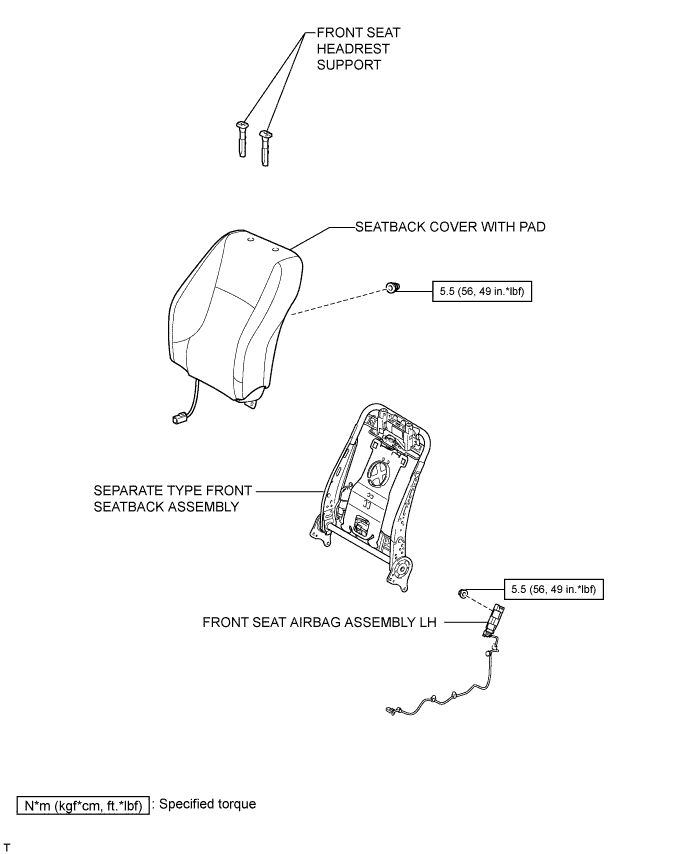 FRONT SEAT
HEADREST
SUPPORT
SEATBACK COVER WITH PAD
5.5 (56, 49 in.*lbf)
SEPARATE TYPE FRONT
SEATBACK ASSEMBLY
5.5 (56, 49 in.*lbf)
FRONT SEAT AIRBAG ASSEMBLY LH
N*m (kgf*cm, ft.*lbf) : Specified torque
T